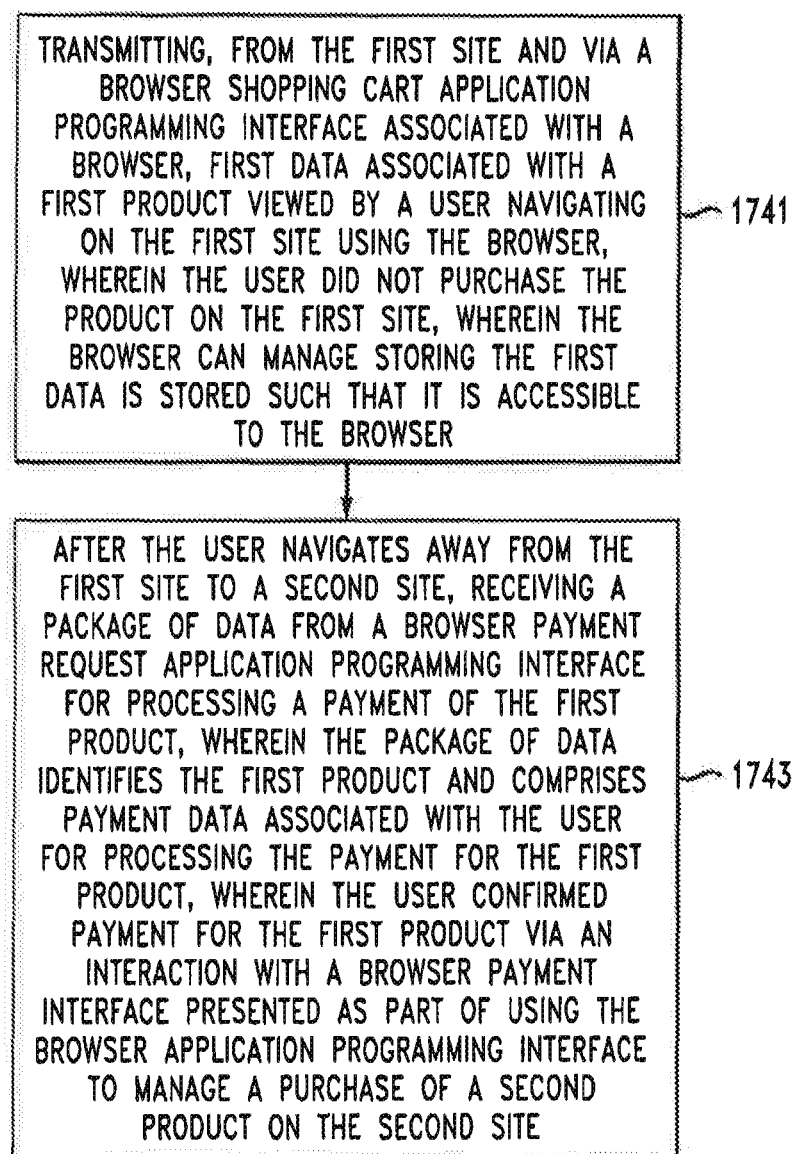 TRANSMITTING, FROM THE FIRST SITE AND VIA A
BROWSER SHOPPING CART APPLICATION
PROGRAMMING INTERFACE ASSOCIATED WITH A
BROWSER, FIRST DATA ASSOCIATED WITH A
FIRST PRODUCT VIEWED BY A USER NAVIGATING
ON THE FIRST SITE USING THE BROWSER,
WHEREIN THE USER DID NOT PURCHASE THE
PRODUCT ON THE FIRST SITE, WHEREIN THE
BROWSER CAN MANAGE STORING THE FIRST
DATA IS STORED SUCH THAT IT IS ACCESSIBLE
TO THE BROWSER
1741
AFTER THE USER NAVIGATES AWAY FROM THE
FIRST SITE TO A SECOND SITE, RECEIVING A
PACKAGE OF DATA FROM A BROWSER PAYMENT
REQUEST APPLICATION PROGRAMMING INTERFACE
FOR PROCESSING A PAYMENT OF THE FIRST
PRODUCT, WHEREIN THE PACKAGE OF DATA
IDENTIFIES THE FIRST PRODUCT AND COMPRISES
PAYMENT DATA ASSOCIATED WITH THE USER
FOR PROCESSING THE PAYMENT FOR THE FIRST
PRODUCT, WHEREIN THE USER CONFIRMED
PAYMENT FOR THE FIRST PRODUCT VIA AN
INTERACTION WITH A BROWSER PAYMENT
INTERFACE PRESENTED AS PART OF USING THE
BROWSER APPLICATION PROGRAMMING INTERFACE
TO MANAGE A PURCHASE OF A SECOND
PRODUCT ON THE SECOND SITE
1743